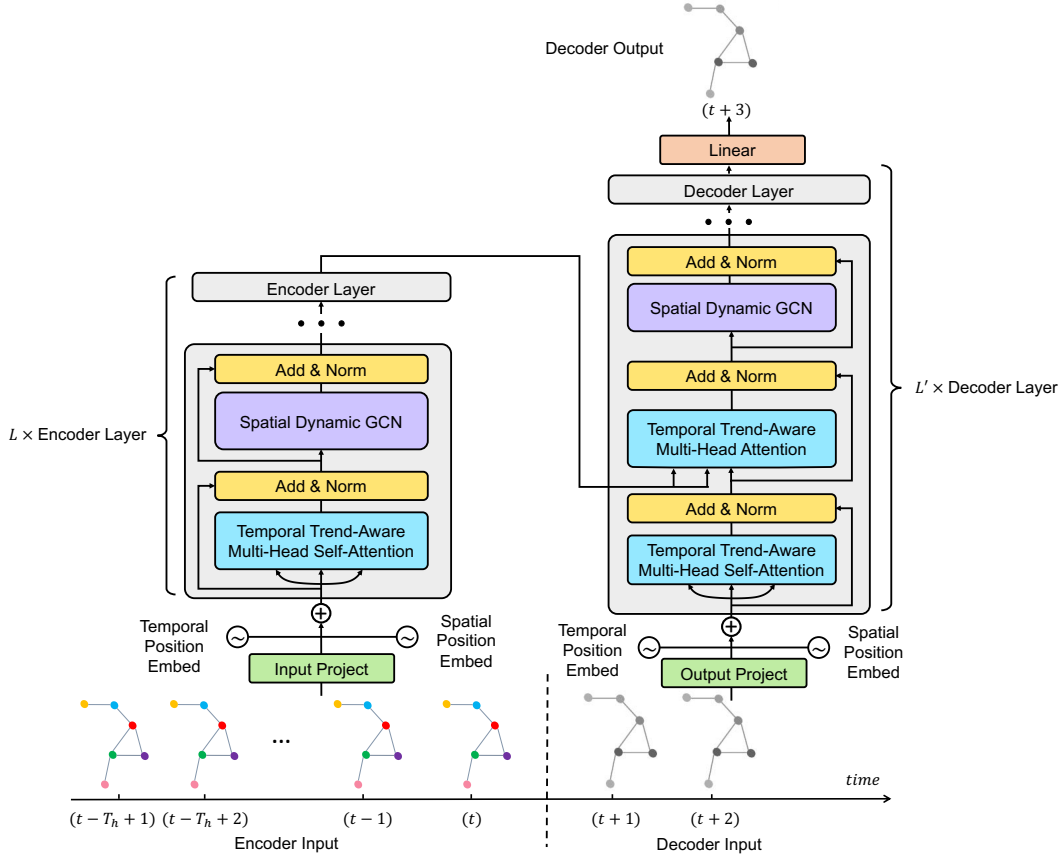 Decoder Output
(t + 3)
Linear
Decoder Layer
• • •
Add & Norm
Spatial Dynamic GCN
Add & Norm
Temporal Trend-Aware
Multi-Head Attention
Add & Norm
Temporal Trend-Aware
Multi-Head Self-Attention
L′ × Decoder Layer
Encoder Layer
• • •
Add & Norm
Spatial Dynamic GCN
Add & Norm
Temporal Trend-Aware
Multi-Head Self-Attention
L × Encoder Layer
+
~
~
Temporal
Position
Embed
Spatial
Position
Embed
Input Project
+
~
~
Temporal
Position
Embed
Spatial
Position
Embed
Output Project
...
time
(t − T_h + 1)
(t − T_h + 2)
(t − 1)
(t)
(t + 1)
(t + 2)
Encoder Input
Decoder Input